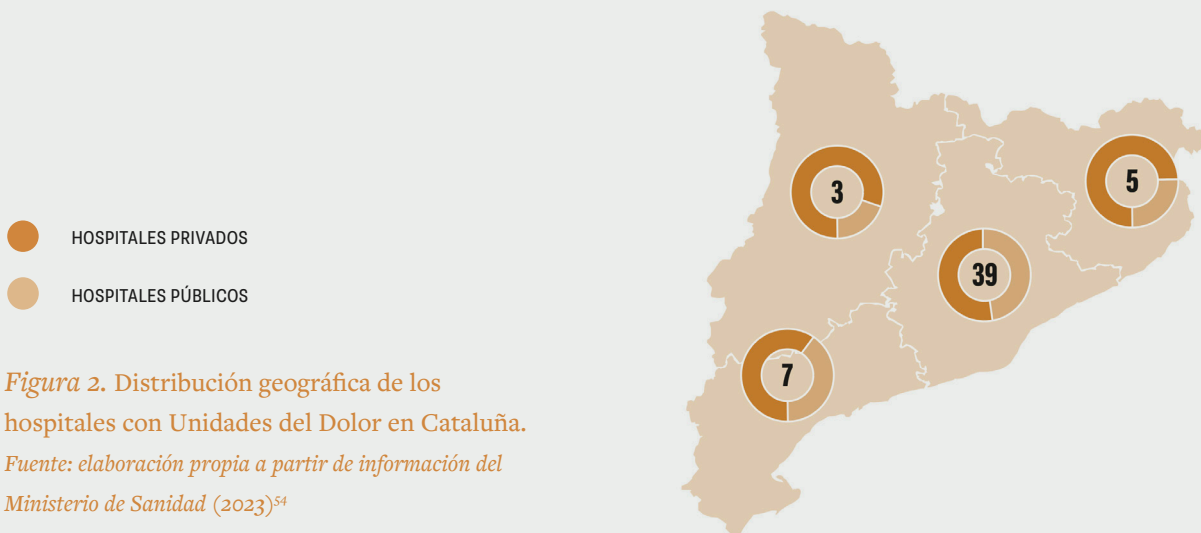 3
5
39
7
HOSPITALES PRIVADOS
HOSPITALES PÚBLICOS
Figura 2. Distribución geográfica de los
hospitales con Unidades del Dolor en Cataluña.
Fuente: elaboración propia a partir de información del
Ministerio de Sanidad (2023)⁵⁴